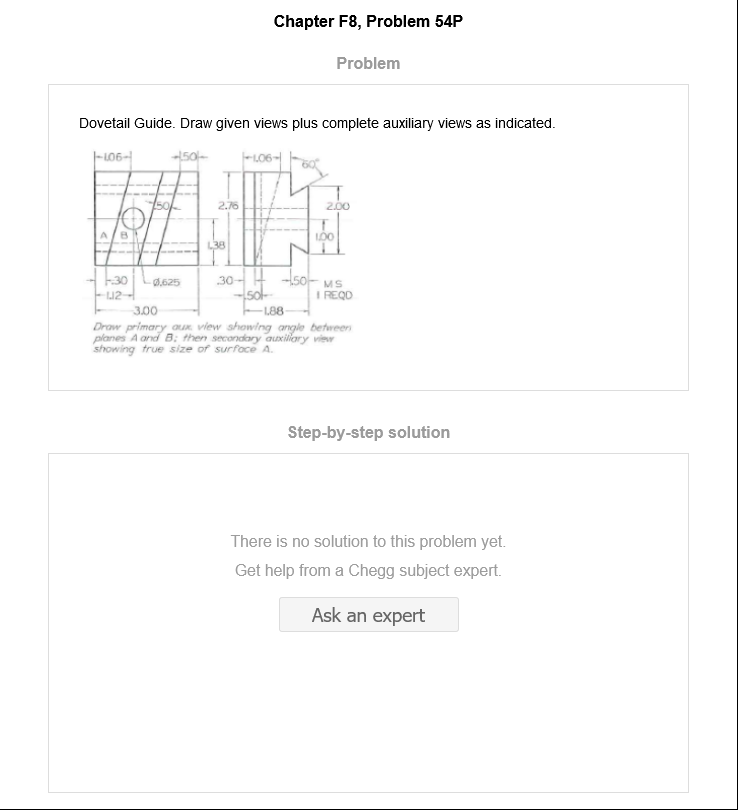 Chapter F8, Problem 54P
Problem
Dovetail Guide. Draw given views plus complete auxiliary views as indicated.
1.06 .50 1.06 60°
.50 2.76 2.00
A B 1.38 1.00
.30 Ø.625 .30 .50 MS
1.12 .50 1 REQD
3.00 1.88
Draw primary aux. view showing angle between
planes A and B; then secondary auxiliary view
showing true size of surface A.
Step-by-step solution
There is no solution to this problem yet.
Get help from a Chegg subject expert.
Ask an expert